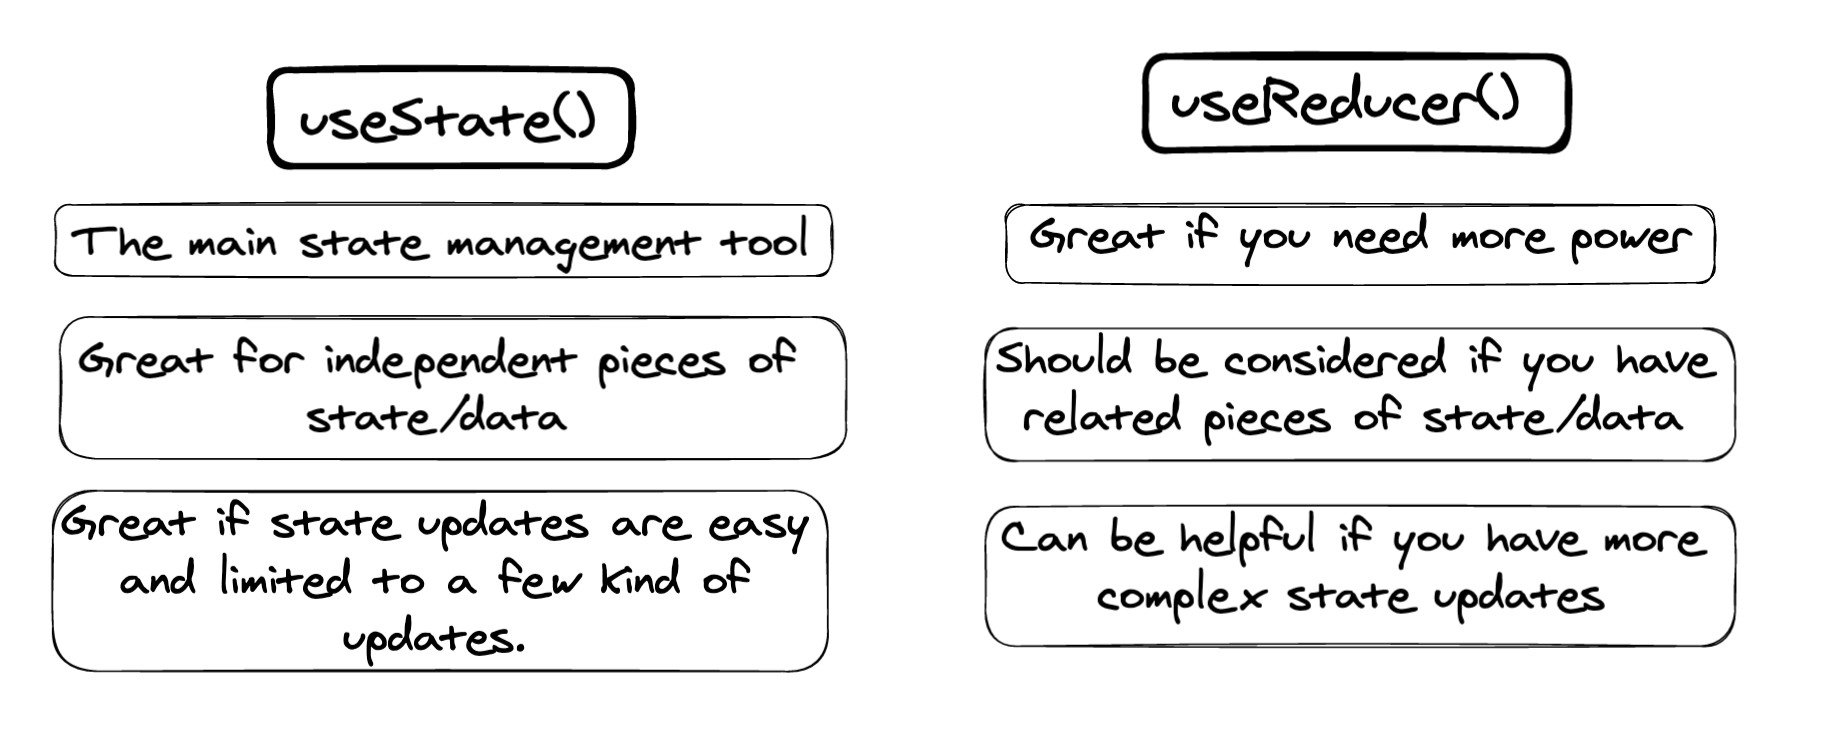 useState()
The main state management tool
Great for independent pieces of
state/data
Great if state updates are easy
and limited to a few kind of
updates.
useReducer()
Great if you need more power
Should be considered if you have
related pieces of state/data
Can be helpful if you have more
complex state updates